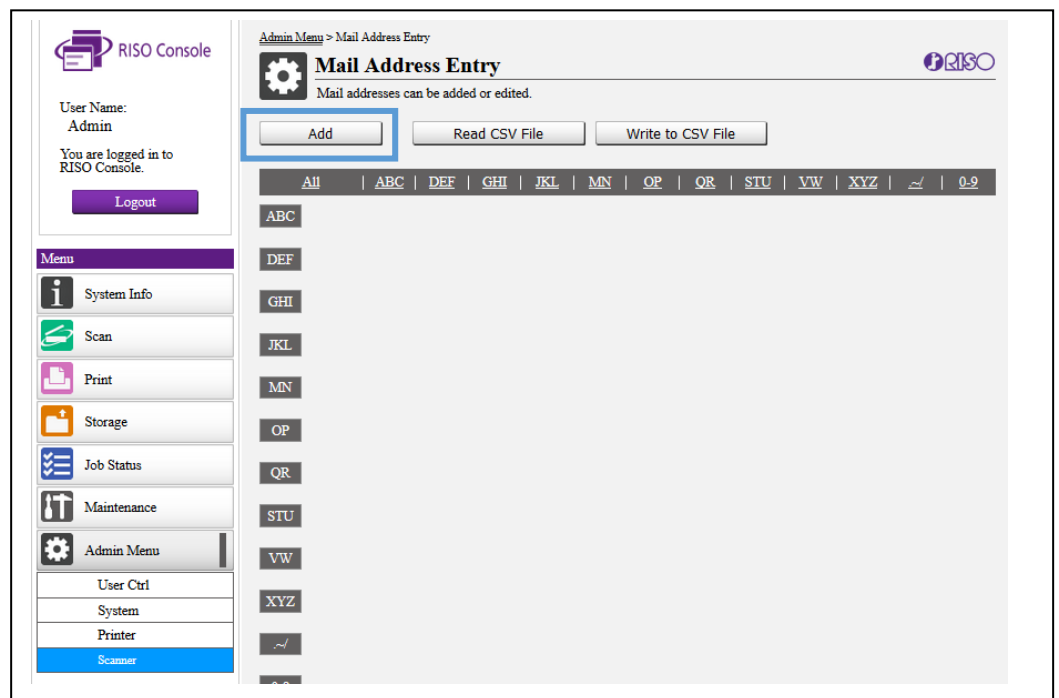 RISO Console
User Name:
Admin
You are logged in to
RISO Console.
Logout
Menu
System Info
Scan
Print
Storage
Job Status
Maintenance
Admin Menu
User Ctrl
System
Printer
Scanner
Admin Menu > Mail Address Entry
Mail Address Entry
RISO
Mail addresses can be added or edited.
Add Read CSV File Write to CSV File
All | ABC | DEF | GHI | JKL | MN | OP | QR | STU | VW | XYZ | .~/ | 0-9
ABC
DEF
GHI
JKL
MN
OP
QR
STU
VW
XYZ
.~/